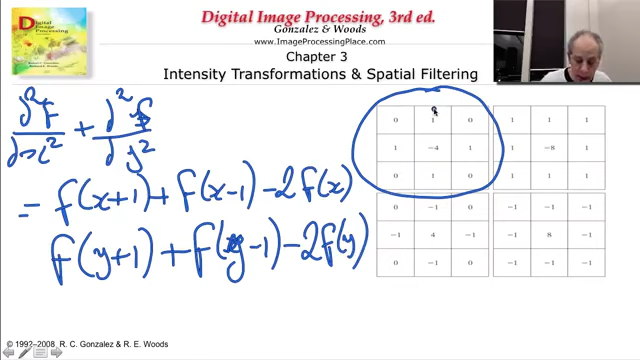 Digital Image Processing, 3rd ed.
Gonzalez & Woods
www.ImageProcessingPlace.com
Chapter 3
Intensity Transformations & Spatial Filtering
Digital
Image
Processing
∂²f/∂x² + ∂²f/∂y²
= f(x+1) + f(x-1) - 2f(x)
f(y+1) + f(y-1) - 2f(y)
0 1 0 1 1 1
1 −4 1 1 −8 1
0 1 0 1 1 1
0 −1 0 −1 −1 −1
−1 4 −1 −1 8 −1
0 −1 0 −1 −1 −1
© 1992–2008 R. C. Gonzalez & R. E. Woods